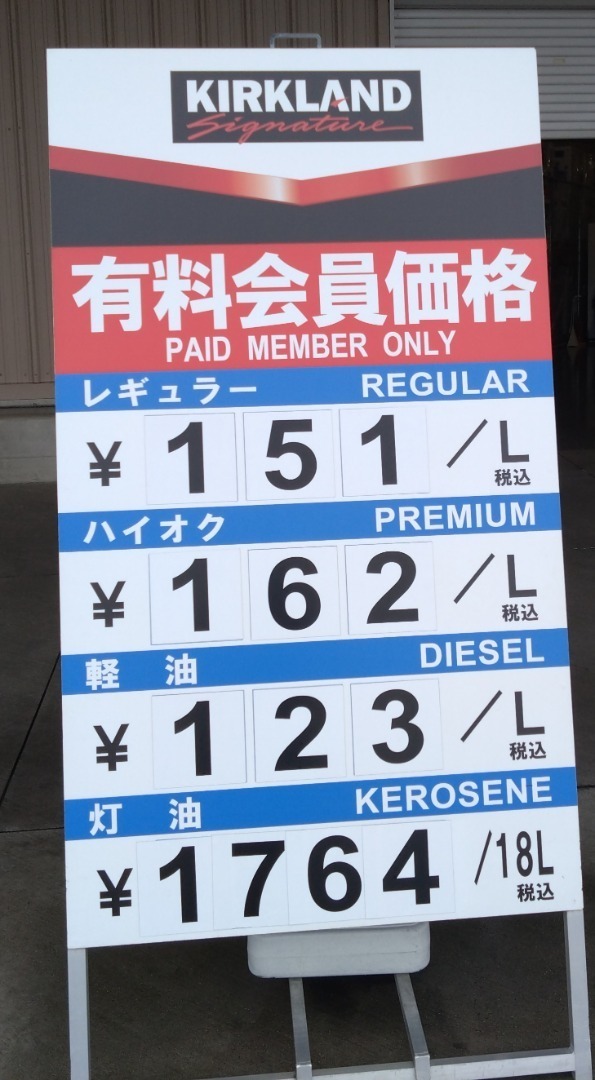 KIRKLAND
Signature
有料会員価格
PAID MEMBER ONLY
レギュラー REGULAR
¥ 151 /L 税込
ハイオク PREMIUM
¥ 162 /L 税込
軽 油 DIESEL
¥ 123 /L 税込
灯 油 KEROSENE
¥ 1764 /18L 税込